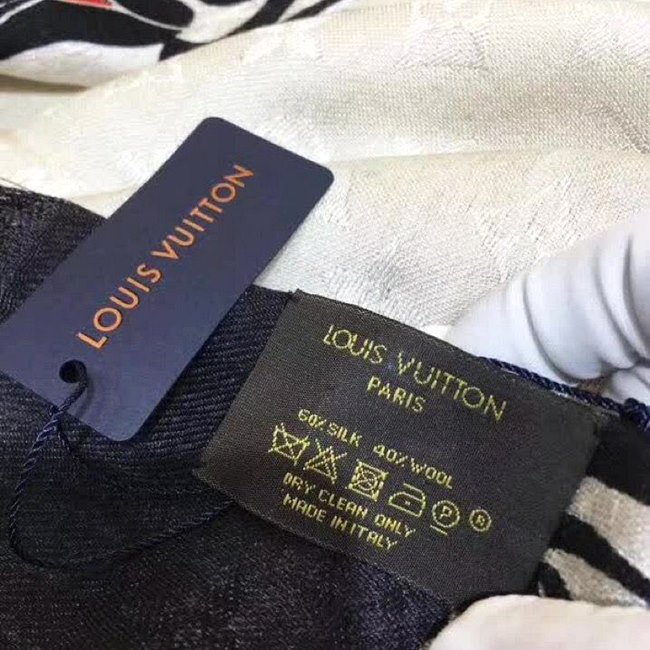 LOUIS VUITTON
LOUIS VUITTON
PARIS
60% SILK 40% WOOL
P ®
DRY CLEAN ONLY
MADE IN ITALY